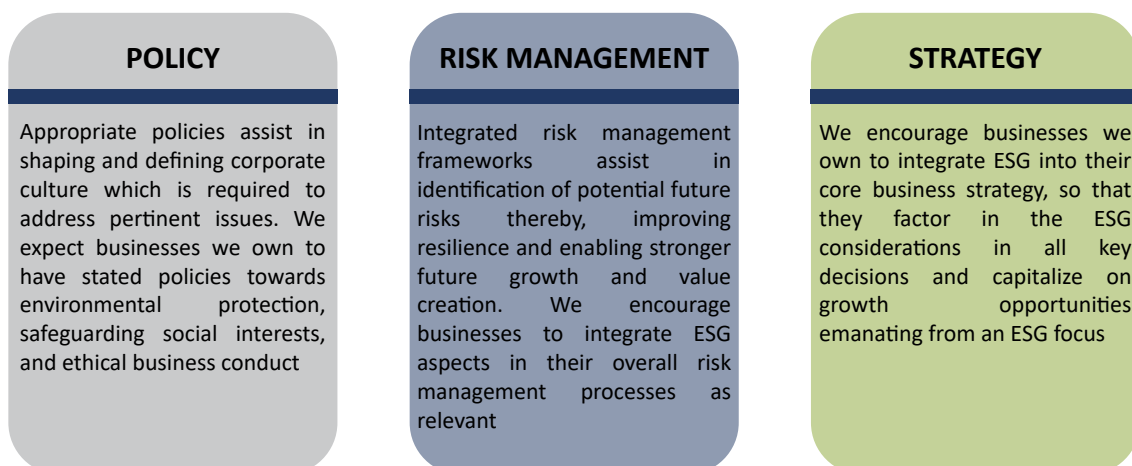 POLICY
Appropriate policies assist in
shaping and defining corporate
culture which is required to
address pertinent issues. We
expect businesses we own to
have stated policies towards
environmental protection,
safeguarding social interests,
and ethical business conduct
RISK MANAGEMENT
Integrated risk management
frameworks assist in
identification of potential future
risks thereby, improving
resilience and enabling stronger
future growth and value
creation. We encourage
businesses to integrate ESG
aspects in their overall risk
management processes as
relevant
STRATEGY
We encourage businesses we
own to integrate ESG into their
core business strategy, so that
they factor in the ESG
considerations in all key
decisions and capitalize on
growth opportunities
emanating from an ESG focus